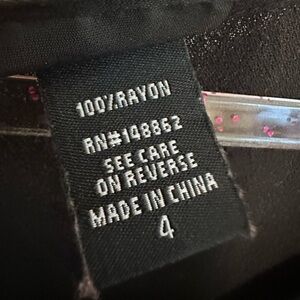 100% RAYON
RN#148862
SEE CARE
ON REVERSE
MADE IN CHINA
4